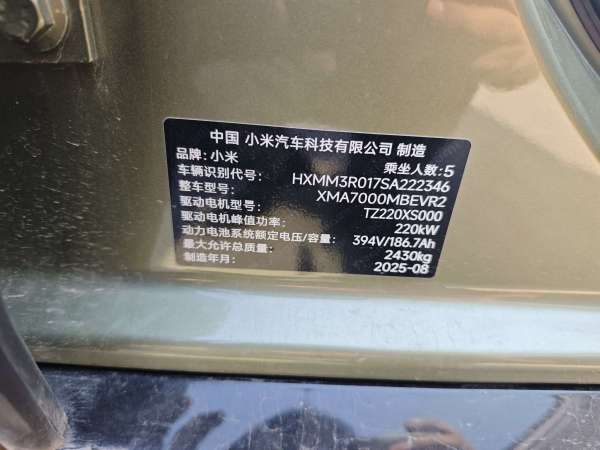 中国 小米汽车科技有限公司 制造
品牌: 小米 乘坐人数: 5
车辆识别代号: HXMM3R017SA222346
整车型号: XMA7000MBEVR2
驱动电机型号: TZ220XS000
驱动电机峰值功率: 220kW
动力电池系统额定电压/容量: 394V/186.7Ah
最大允许总质量: 2430kg
制造年月: 2025-08